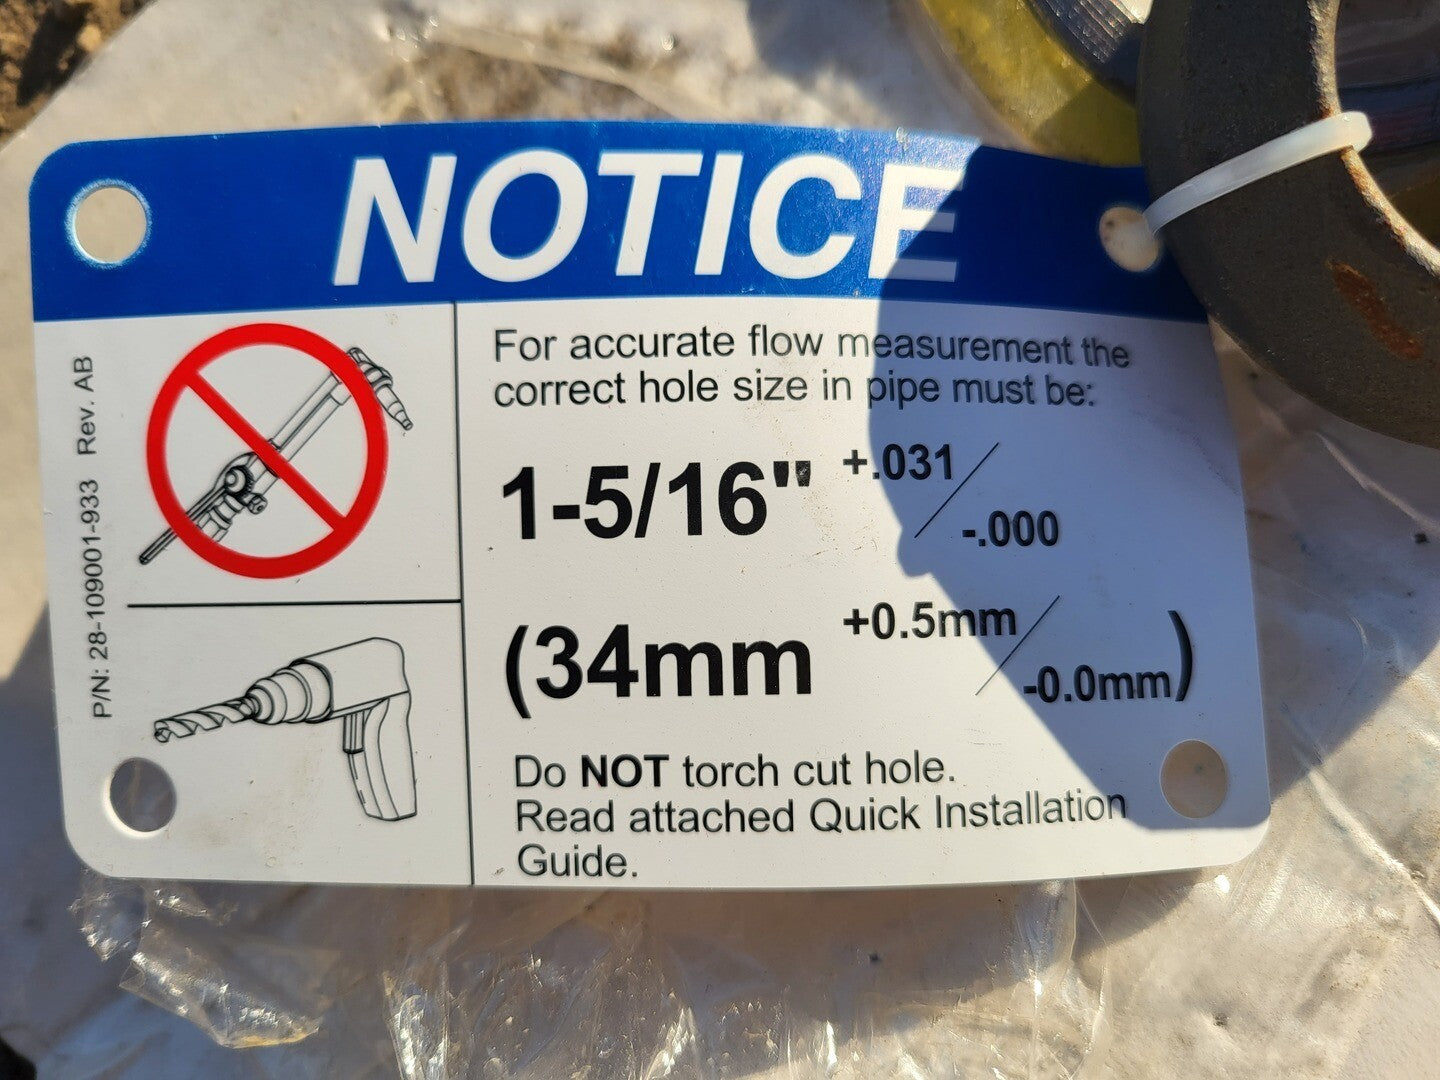 NOTICE
P/N: 28-109001-933 Rev. AB
For accurate flow measurement the
correct hole size in pipe must be:
1-5/16" +.031/-.000
(34mm +0.5mm/-0.0mm)
Do NOT torch cut hole.
Read attached Quick Installation
Guide.